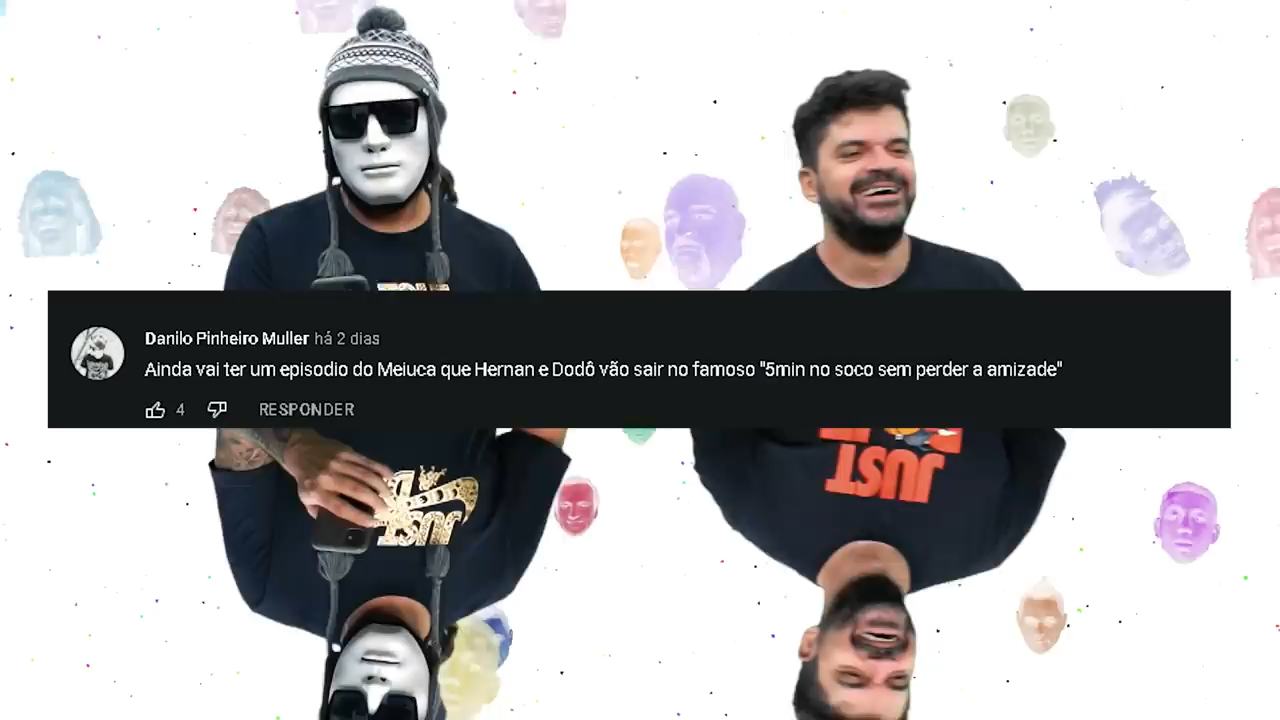 Danilo Pinheiro Muller há 2 dias
Ainda vai ter um episodio do Meiuca que Hernan e Dodô vão sair no famoso "5min no soco sem perder a amizade"
4 RESPONDER
JUST
JUST